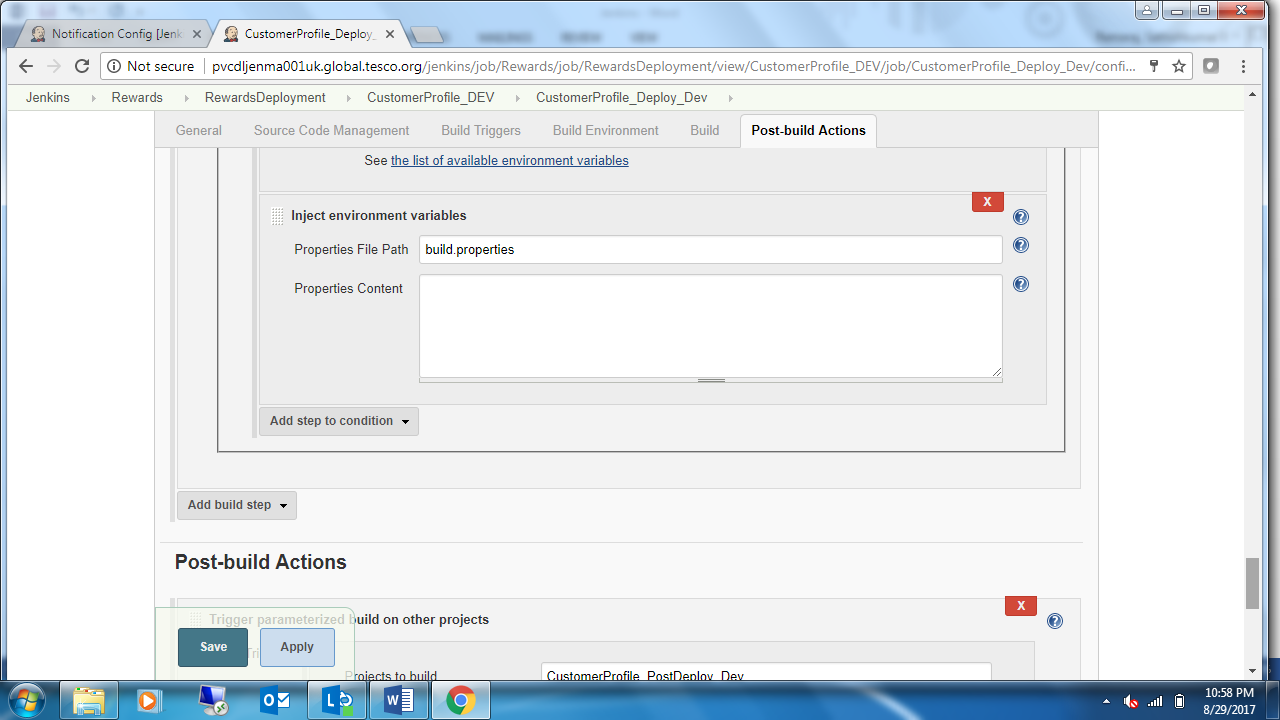 Notification Config [Jenk
CustomerProfile_Deploy_
Not secure
pvcdljenma001uk.global.tesco.org/jenkins/job/Rewards/job/RewardsDeployment/view/CustomerProfile_DEV/job/CustomerProfile_Deploy_Dev/confi...
Jenkins
Rewards
RewardsDeployment
CustomerProfile_DEV
CustomerProfile_Deploy_Dev
General
Source Code Management
Build Triggers
Build Environment
Build
Post-build Actions
See the list of available environment variables
X
Inject environment variables
Properties File Path
build.properties
Properties Content
Add step to condition
Add build step
Post-build Actions
X
Trigger parameterized build on other projects
Save
Apply
Projects to build
CustomerProfile_PostDeploy_Dev
10:58 PM
8/29/2017